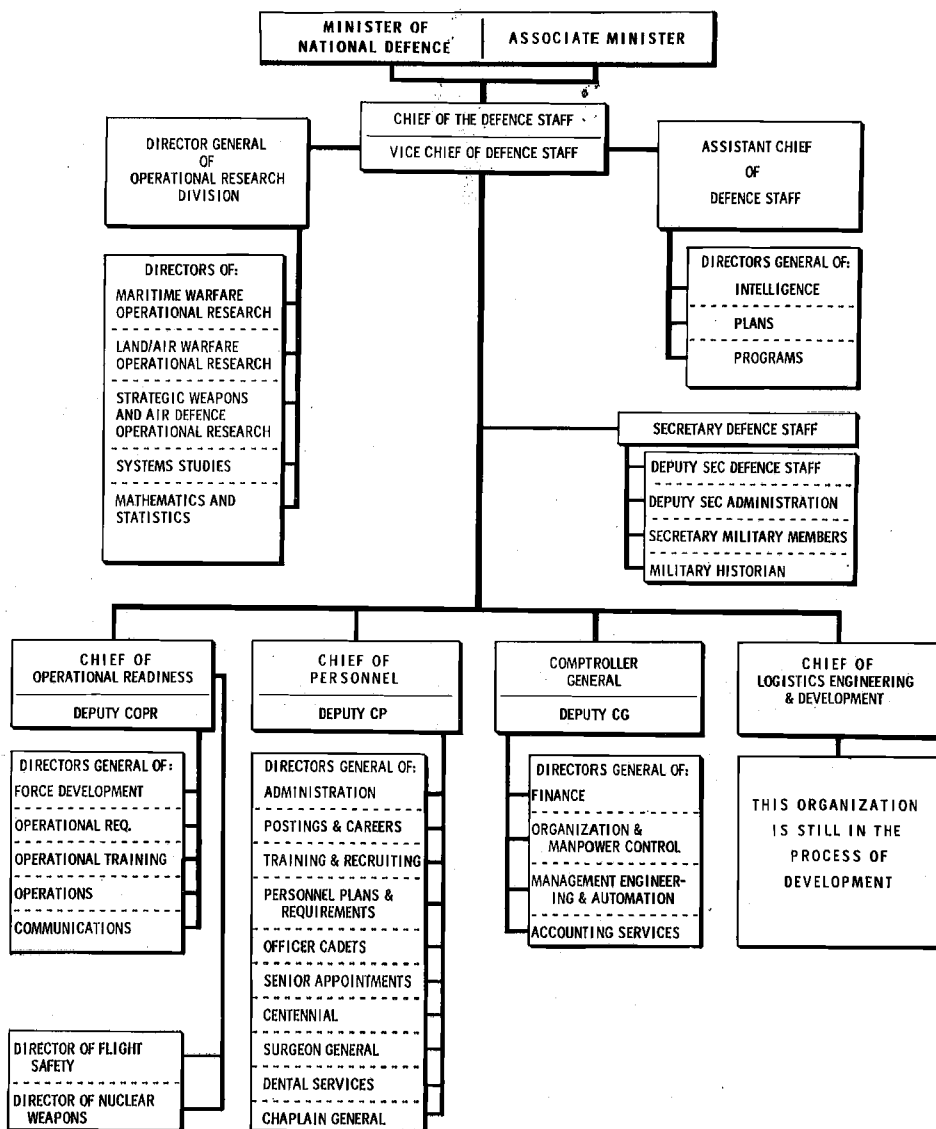 MINISTER OF
NATIONAL DEFENCE
ASSOCIATE MINISTER
CHIEF OF THE DEFENCE STAFF
VICE CHIEF OF DEFENCE STAFF
DIRECTOR GENERAL
OF
OPERATIONAL RESEARCH
DIVISION
ASSISTANT CHIEF
OF
DEFENCE STAFF
DIRECTORS OF:
MARITIME WARFARE
OPERATIONAL RESEARCH
LAND/AIR WARFARE
OPERATIONAL RESEARCH
STRATEGIC WEAPONS
AND AIR DEFENCE
OPERATIONAL RESEARCH
SYSTEMS STUDIES
MATHEMATICS AND
STATISTICS
DIRECTORS GENERAL OF:
INTELLIGENCE
PLANS
PROGRAMS
SECRETARY DEFENCE STAFF
DEPUTY SEC DEFENCE STAFF
DEPUTY SEC ADMINISTRATION
SECRETARY MILITARY MEMBERS
MILITARY HISTORIAN
CHIEF OF
OPERATIONAL READINESS
DEPUTY COPR
DIRECTORS GENERAL OF:
FORCE DEVELOPMENT
OPERATIONAL REQ.
OPERATIONAL TRAINING
OPERATIONS
COMMUNICATIONS
DIRECTOR OF FLIGHT
SAFETY
DIRECTOR OF NUCLEAR
WEAPONS
CHIEF OF
PERSONNEL
DEPUTY CP
DIRECTORS GENERAL OF:
ADMINISTRATION
POSTINGS & CAREERS
TRAINING & RECRUITING
PERSONNEL PLANS &
REQUIREMENTS
OFFICER CADETS
SENIOR APPOINTMENTS
CENTENNIAL
SURGEON GENERAL
DENTAL SERVICES
CHAPLAIN GENERAL
COMPTROLLER
GENERAL
DEPUTY CG
DIRECTORS GENERAL OF:
FINANCE
ORGANIZATION &
MANPOWER CONTROL
MANAGEMENT ENGINEER-
ING & AUTOMATION
ACCOUNTING SERVICES
CHIEF OF
LOGISTICS ENGINEERING
& DEVELOPMENT
THIS ORGANIZATION
IS STILL IN THE
PROCESS OF
DEVELOPMENT